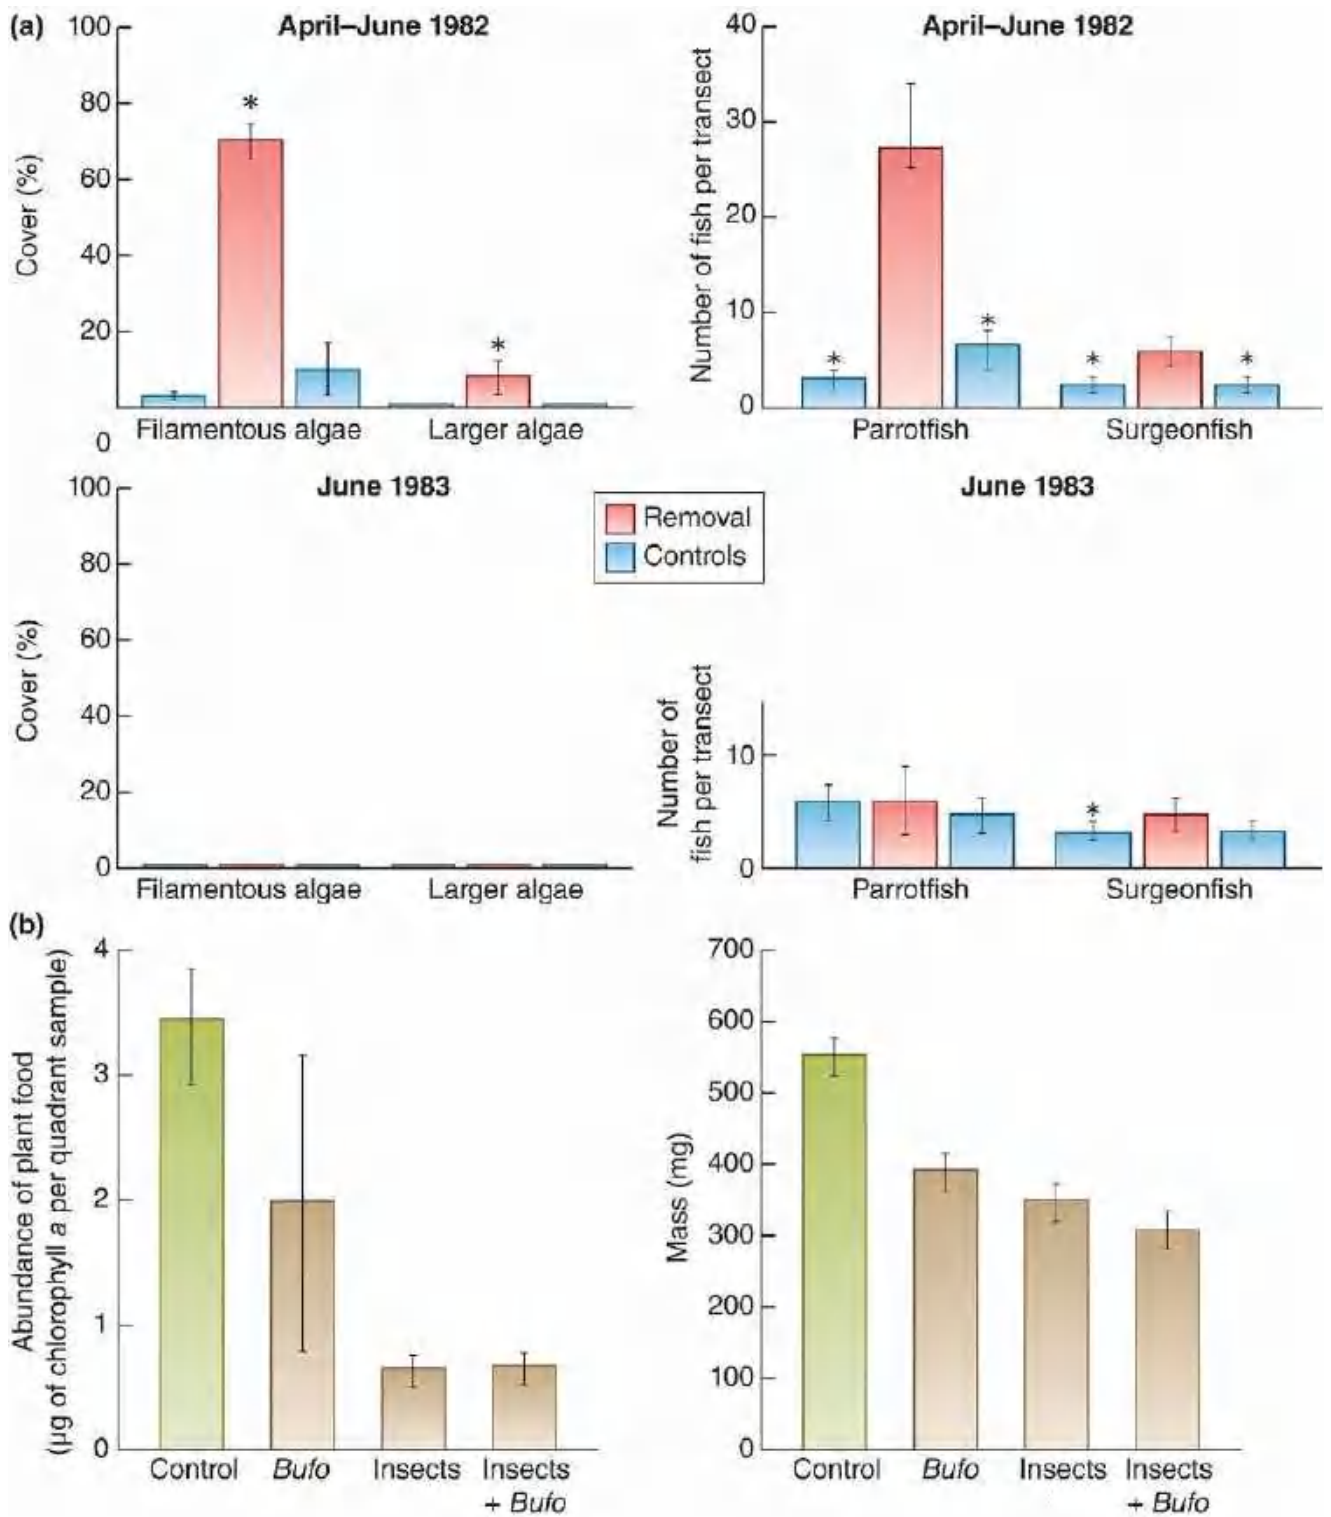 (a)
April–June 1982
Cover (%)
100
80
*
60
40
20
*
0
Filamentous algae
Larger algae
April–June 1982
Number of fish per transect
40
30
20
10
0
*
*
*
*
Parrotfish
Surgeonfish
June 1983
Cover (%)
100
80
60
40
20
0
Filamentous algae
Larger algae
Removal
Controls
June 1983
Number of
fish per transect
10
0
*
Parrotfish
Surgeonfish
(b)
Abundance of plant food
(μg of chlorophyll a per quadrant sample)
4
3
2
1
0
Control
Bufo
Insects
Insects
+ Bufo
Mass (mg)
700
600
500
400
300
200
100
0
Control
Bufo
Insects
Insects
+ Bufo